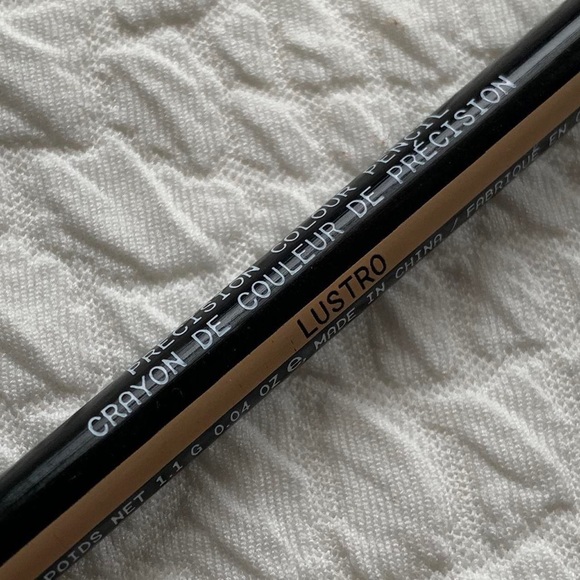 PRECISION COLOUR PENCIL
CRAYON DE COULEUR DE PRÉCISION
LUSTRO
POIDS NET 1.1 G 0.04 OZ e MADE IN CHINA / FABRIQUÉ EN